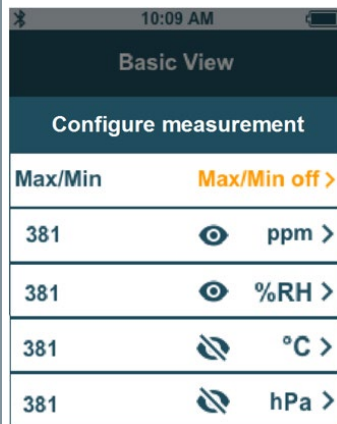 10:09 AM
Basic View
Configure measurement
Max/Min Max/Min off >
381 ppm >
381 %RH >
381 °C >
381 hPa >